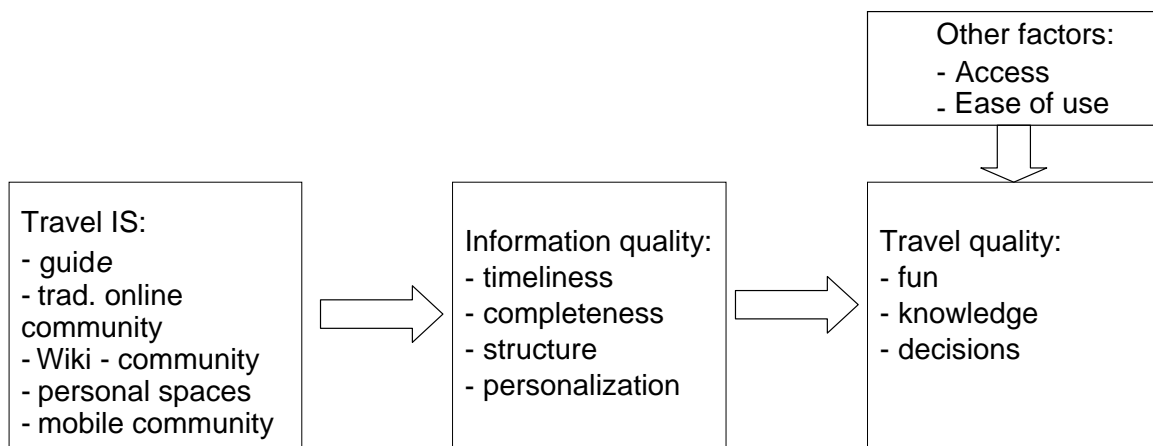 Other factors:
- Access
- Ease of use
Travel IS:
- guide
- trad. online
community
- Wiki - community
- personal spaces
- mobile community
Information quality:
- timeliness
- completeness
- structure
- personalization
Travel quality:
- fun
- knowledge
- decisions